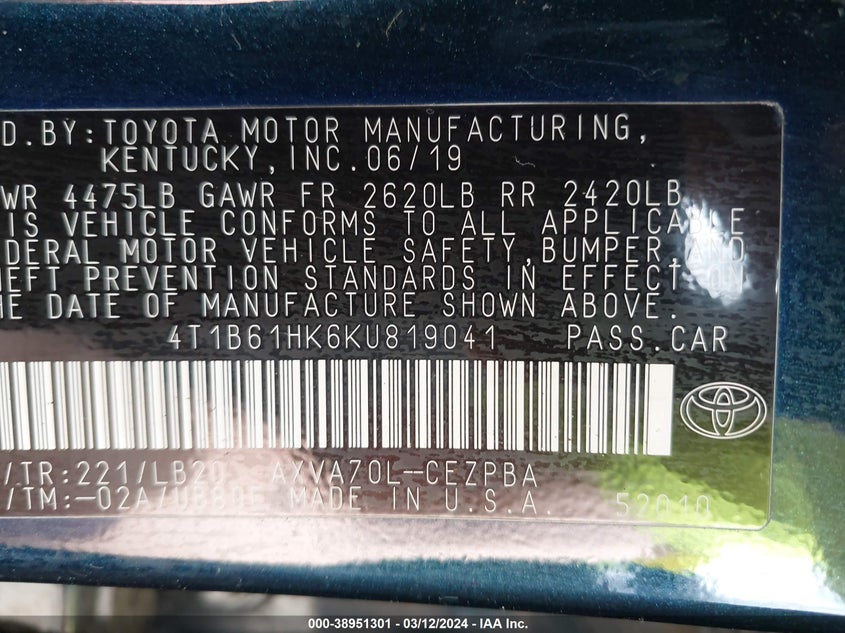 D.BY:TOYOTA MOTOR MANUFACTURING,
KENTUCKY,INC.06/19
WR 4475LB GAWR FR 2620LB RR 2420LB
IS VEHICLE CONFORMS TO ALL APPLICABLE
DERAL MOTOR VEHICLE SAFETY,BUMPER,AND
HEFT PREVENTION STANDARDS IN EFFECT ON
HE DATE OF MANUFACTURE SHOWN ABOVE.
4T1B61HK6KU819041 PASS.CAR
/TR:221/LB20 AXVA70L-CEZPBA
/TM:-02A/UB80E MADE IN U.S.A. 52010
000-38951301 - 03/12/2024 - IAA Inc.